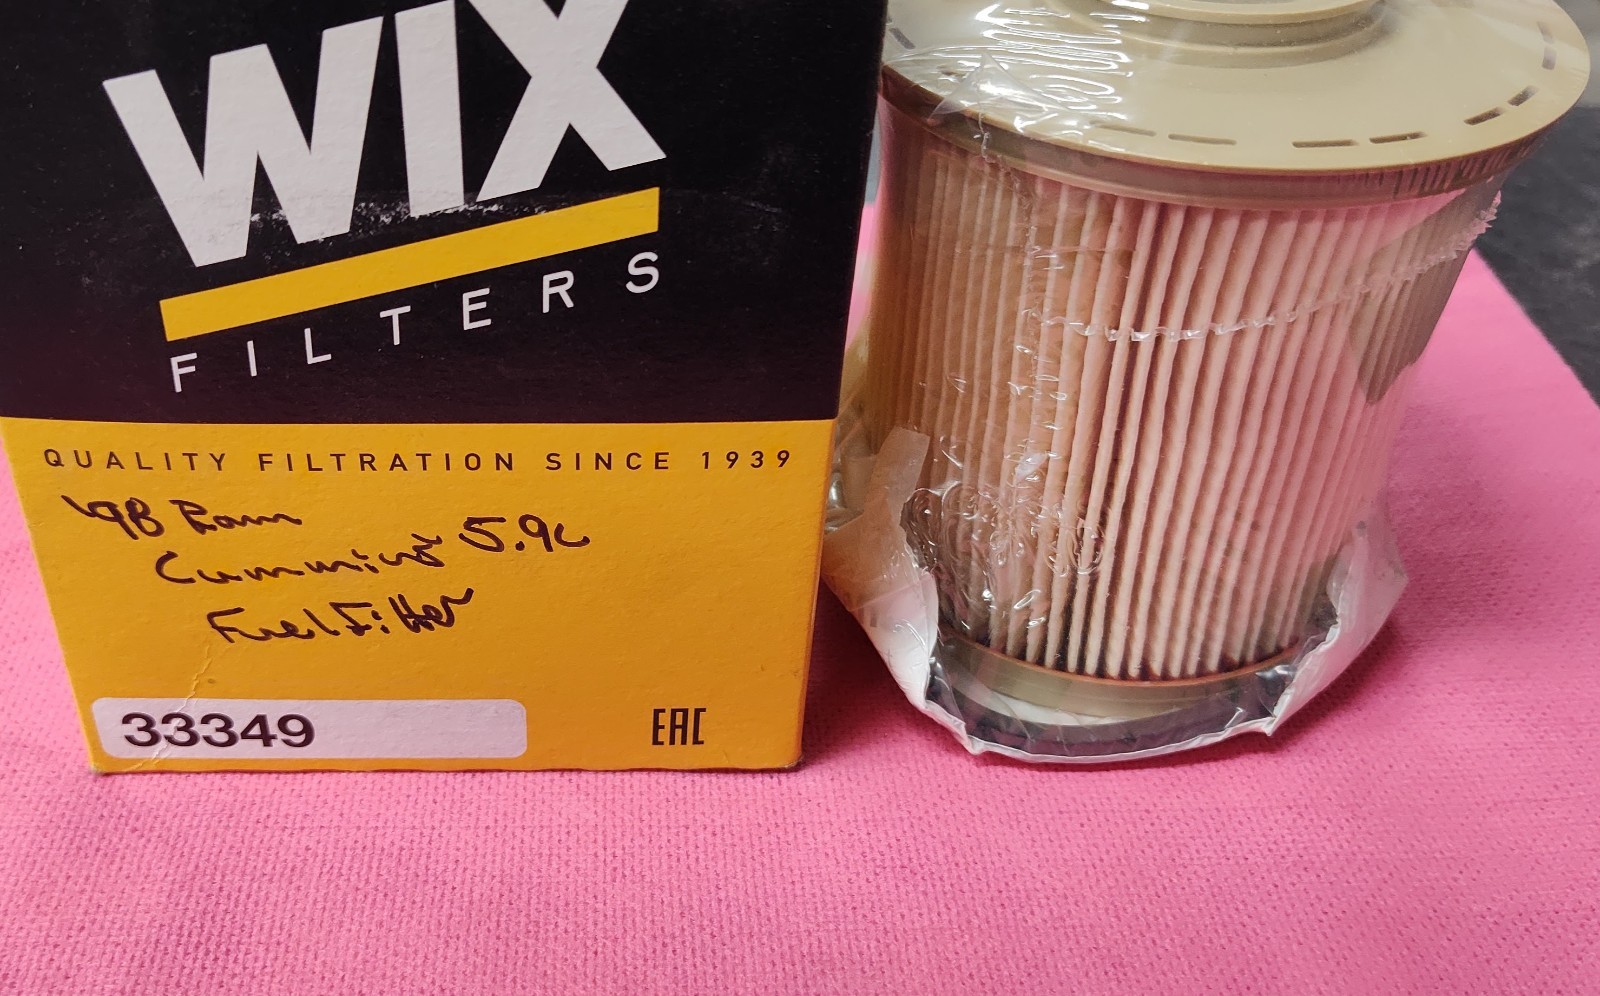 WIX
FILTERS
QUALITY FILTRATION SINCE 1939
'98 Ram
Cummins 5.9L
Fuel Filter
33349
EAC